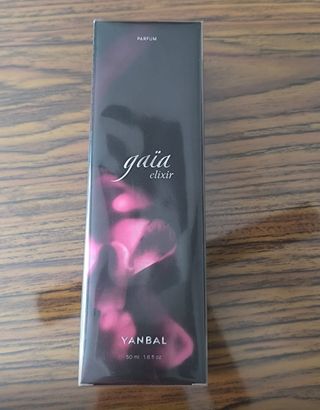 PARFUM
gaïa
elixir
YANBAL
50 ml 1.6 fl oz